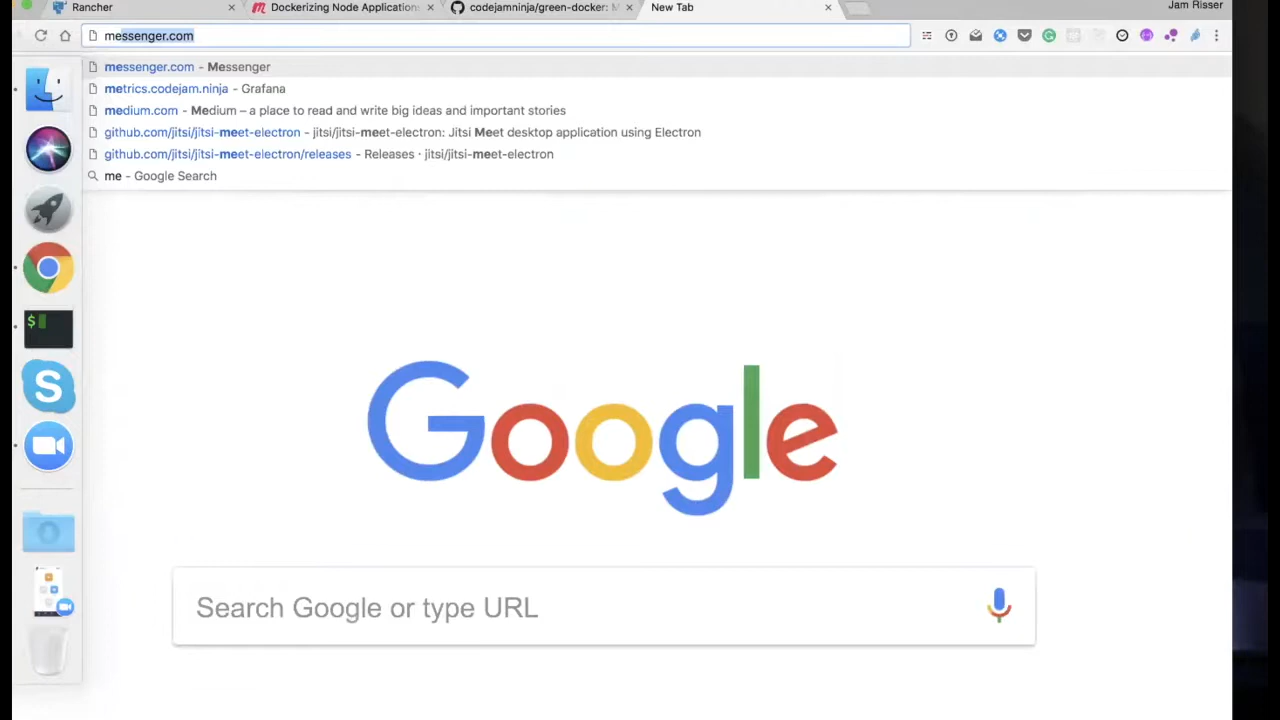 Rancher
Dockerizing Node Applications
codejamninja/green-docker: M
New Tab
Jam Risser
messenger.com
messenger.com - Messenger
metrics.codejam.ninja - Grafana
medium.com - Medium – a place to read and write big ideas and important stories
github.com/jitsi/jitsi-meet-electron - jitsi/jitsi-meet-electron: Jitsi Meet desktop application using Electron
github.com/jitsi/jitsi-meet-electron/releases - Releases · jitsi/jitsi-meet-electron
me - Google Search
$
S
Google
Search Google or type URL